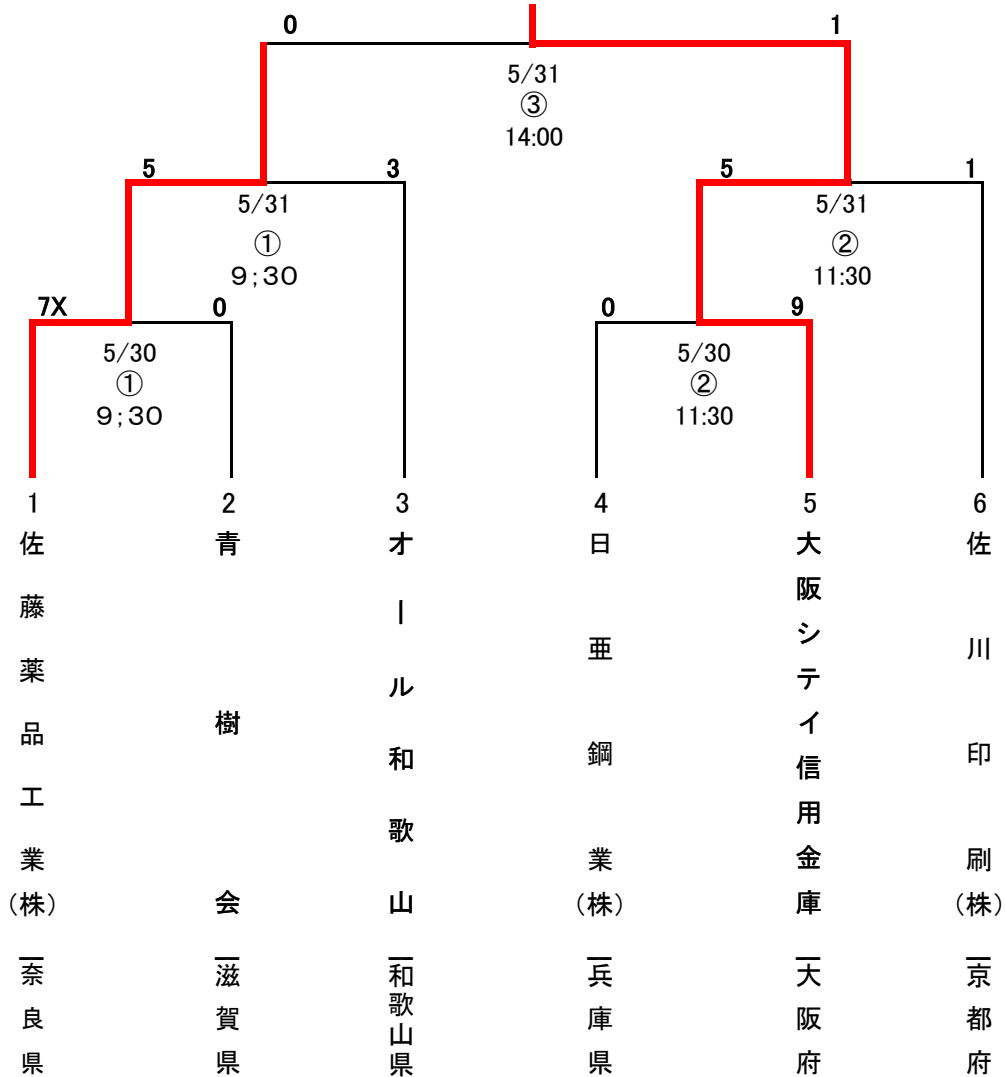 0 1
5/31
③
14:00
5 3 5 1
5/31 5/31
① ②
９;３０ 11:30
7X 0 0 9
5/30 5/30
① ②
９;３０ 11:30
1 2 3 4 5 6
佐藤薬品工業(株)
奈良県
青樹会
滋賀県
オール和歌山
和歌山県
日亜鋼業(株)
兵庫県
大阪シテイ信用金庫
大阪府
佐川印刷(株)
京都府